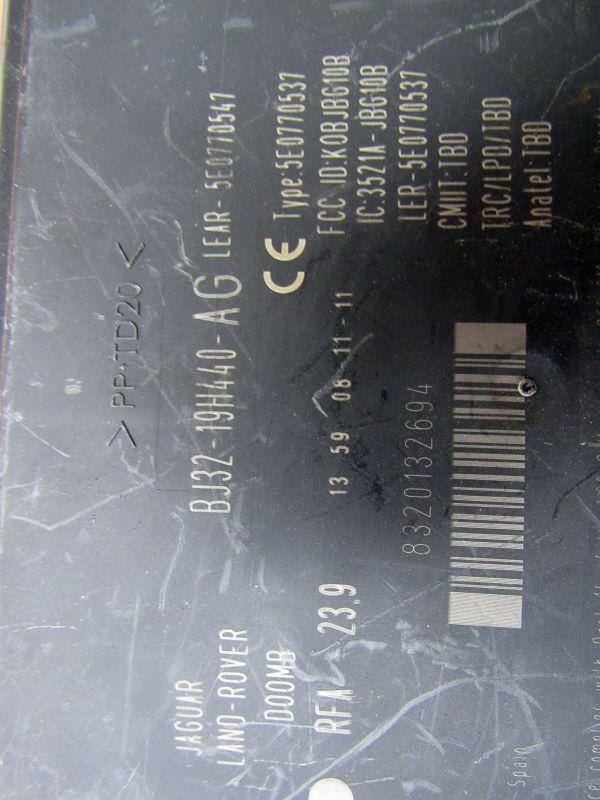 >PP-TD20<
JAGUAR
LAND-ROVER
BJ32-19H440-AG LEAR- 5E0770547
DOOMB
CE Type:5E0770537
RFA 23.9
13 59 08-11-11
FCC ID:KOBJBG10B
IC:3521A-JBG10B
8320132694
LER-5E0770537
CMIIT:TBD
TRC/LPD/TBD
Anatel:TBD
Spain